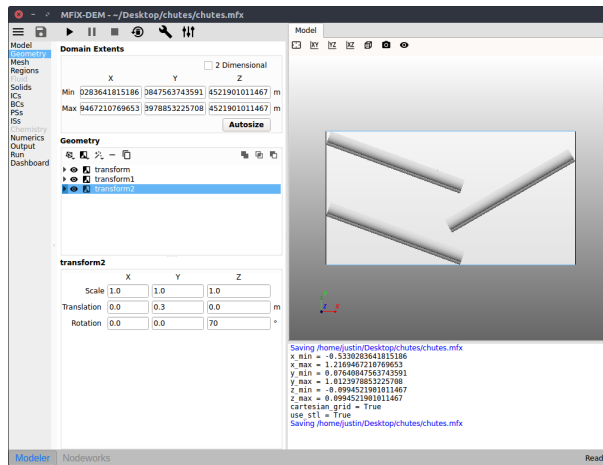 MFiX-DEM - ~/Desktop/chutes/chutes.mfx
Model
Geometry
Mesh
Regions
Fluid
Solids
ICs
BCs
PSs
ISs
Chemistry
Numerics
Output
Run
Dashboard
Domain Extents
2 Dimensional
X Y Z
Min 0283641815186 0847563743591 4521901011467 m
Max 9467210769653 3978853225708 4521901011467 m
Autosize
Geometry
transform
transform1
transform2
transform2
X Y Z
Scale 1.0 1.0 1.0
Translation 0.0 0.3 0.0 m
Rotation 0.0 0.0 70 °
Model
XY YZ XZ
Y
Z X
Saving /home/justin/Desktop/chutes/chutes.mfx
x_min = -0.5330283641815186
x_max = 1.2169467210769653
y_min = 0.07640847563743591
y_max = 1.0123978853225708
z_min = -0.0994521901011467
z_max = 0.0994521901011467
cartesian_grid = True
use_stl = True
Saving /home/justin/Desktop/chutes/chutes.mfx
Modeler Nodeworks Read